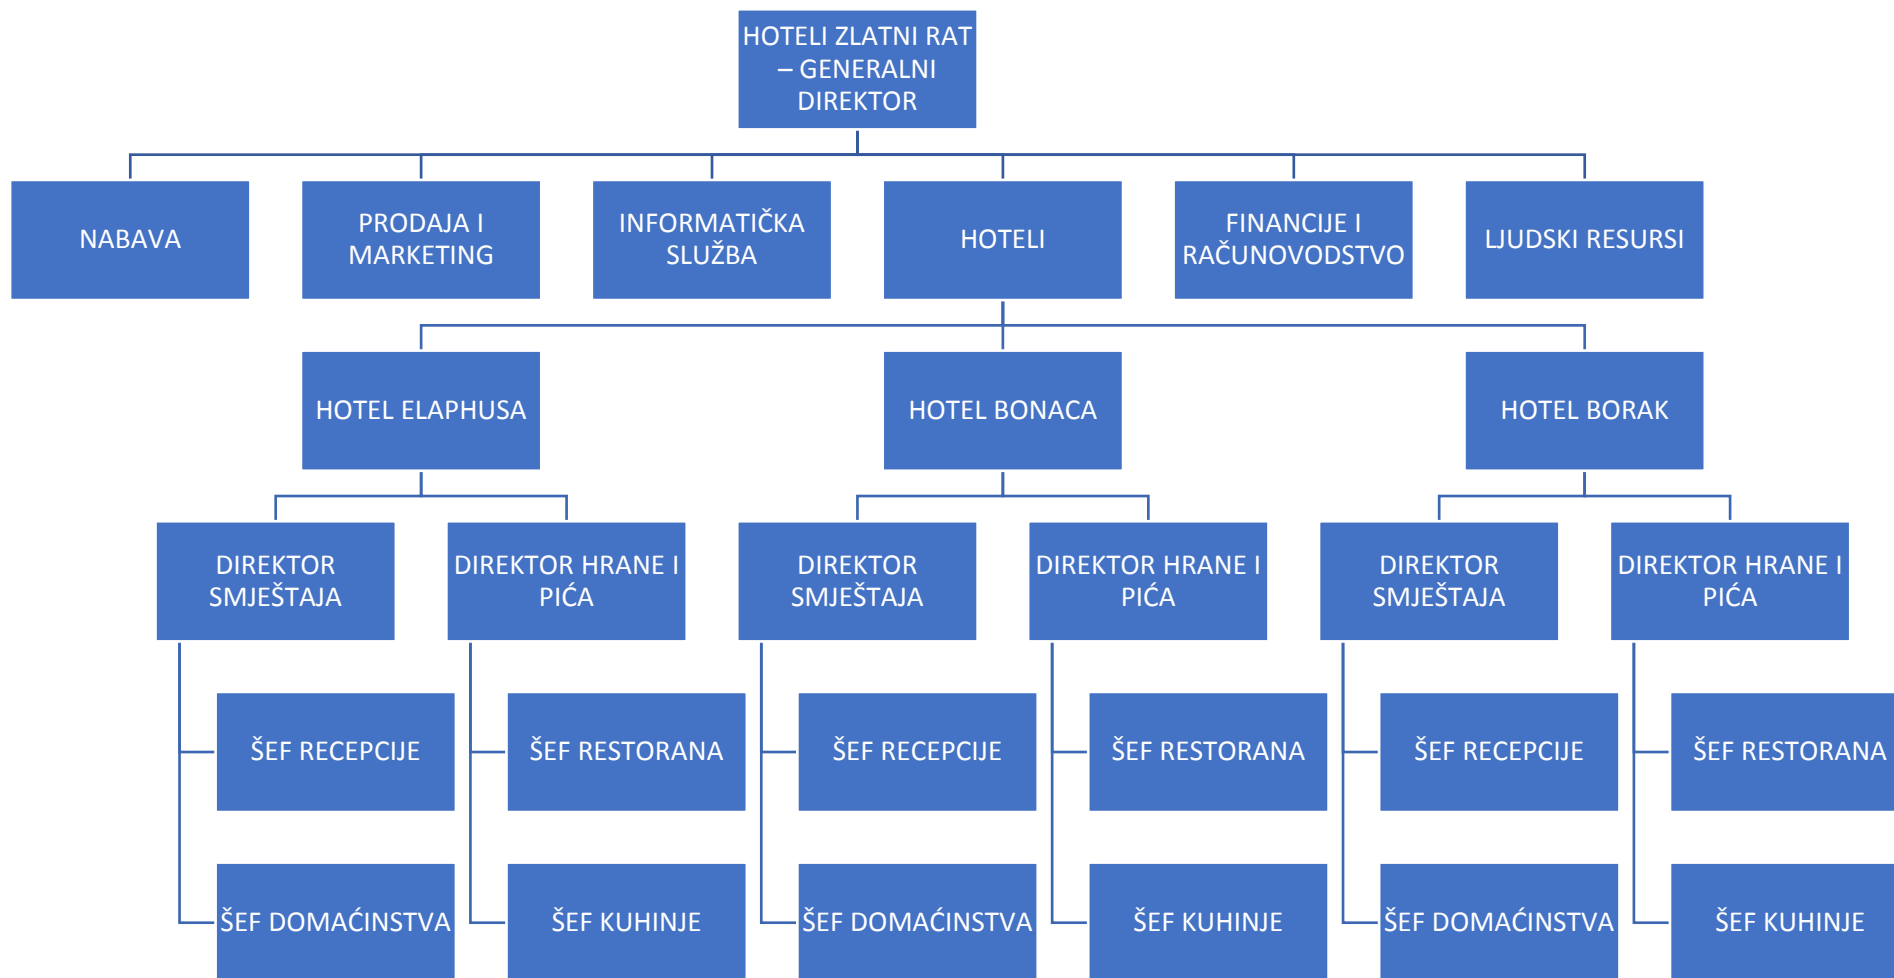 HOTELI ZLATNI RAT
– GENERALNI
DIREKTOR
NABAVA
PRODAJA I
MARKETING
INFORMATIČKA
SLUŽBA
HOTELI
FINANCIJE I
RAČUNOVODSTVO
LJUDSKI RESURSI
HOTEL ELAPHUSA
HOTEL BONACA
HOTEL BORAK
DIREKTOR
SMJEŠTAJA
DIREKTOR HRANE I
PIĆA
DIREKTOR
SMJEŠTAJA
DIREKTOR HRANE I
PIĆA
DIREKTOR
SMJEŠTAJA
DIREKTOR HRANE I
PIĆA
ŠEF RECEPCIJE
ŠEF RESTORANA
ŠEF RECEPCIJE
ŠEF RESTORANA
ŠEF RECEPCIJE
ŠEF RESTORANA
ŠEF DOMAĆINSTVA
ŠEF KUHINJE
ŠEF DOMAĆINSTVA
ŠEF KUHINJE
ŠEF DOMAĆINSTVA
ŠEF KUHINJE